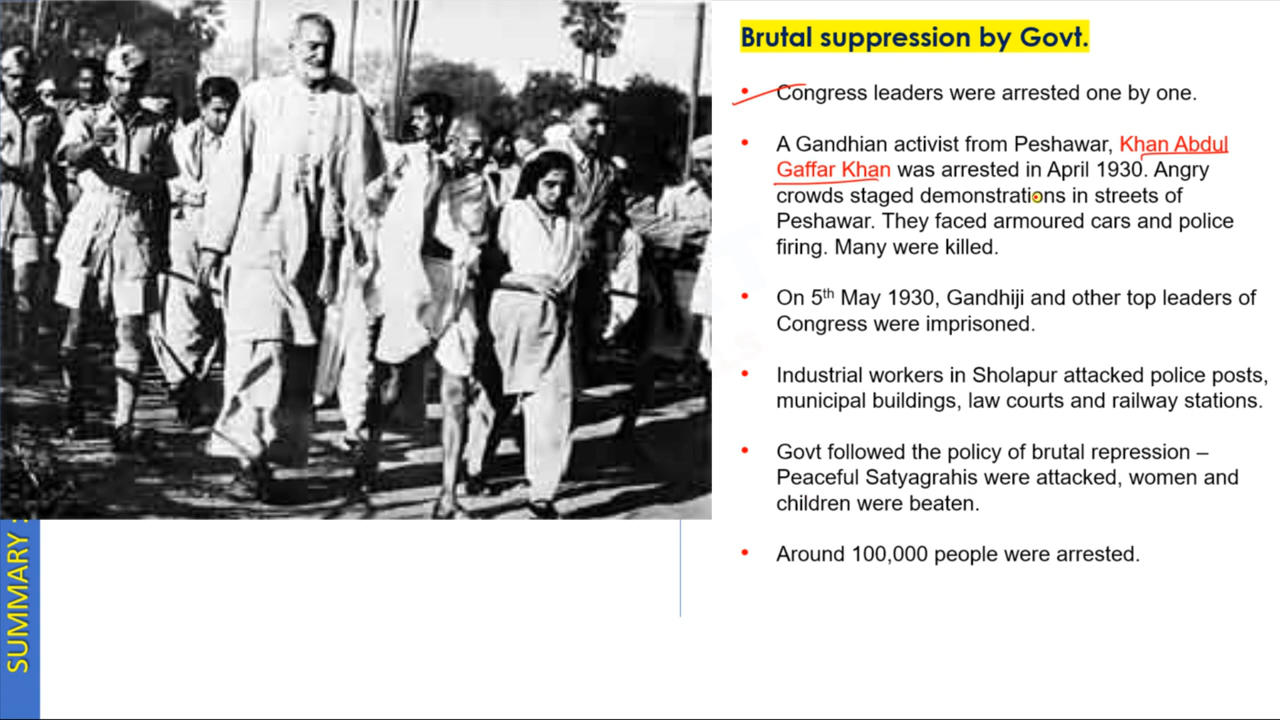 Brutal suppression by Govt.
• Congress leaders were arrested one by one.
• A Gandhian activist from Peshawar, Khan Abdul
Gaffar Khan was arrested in April 1930. Angry
crowds staged demonstrations in streets of
Peshawar. They faced armoured cars and police
firing. Many were killed.
• On 5th May 1930, Gandhiji and other top leaders of
Congress were imprisoned.
• Industrial workers in Sholapur attacked police posts,
municipal buildings, law courts and railway stations.
• Govt followed the policy of brutal repression –
Peaceful Satyagrahis were attacked, women and
children were beaten.
• Around 100,000 people were arrested.
SUMMARY :